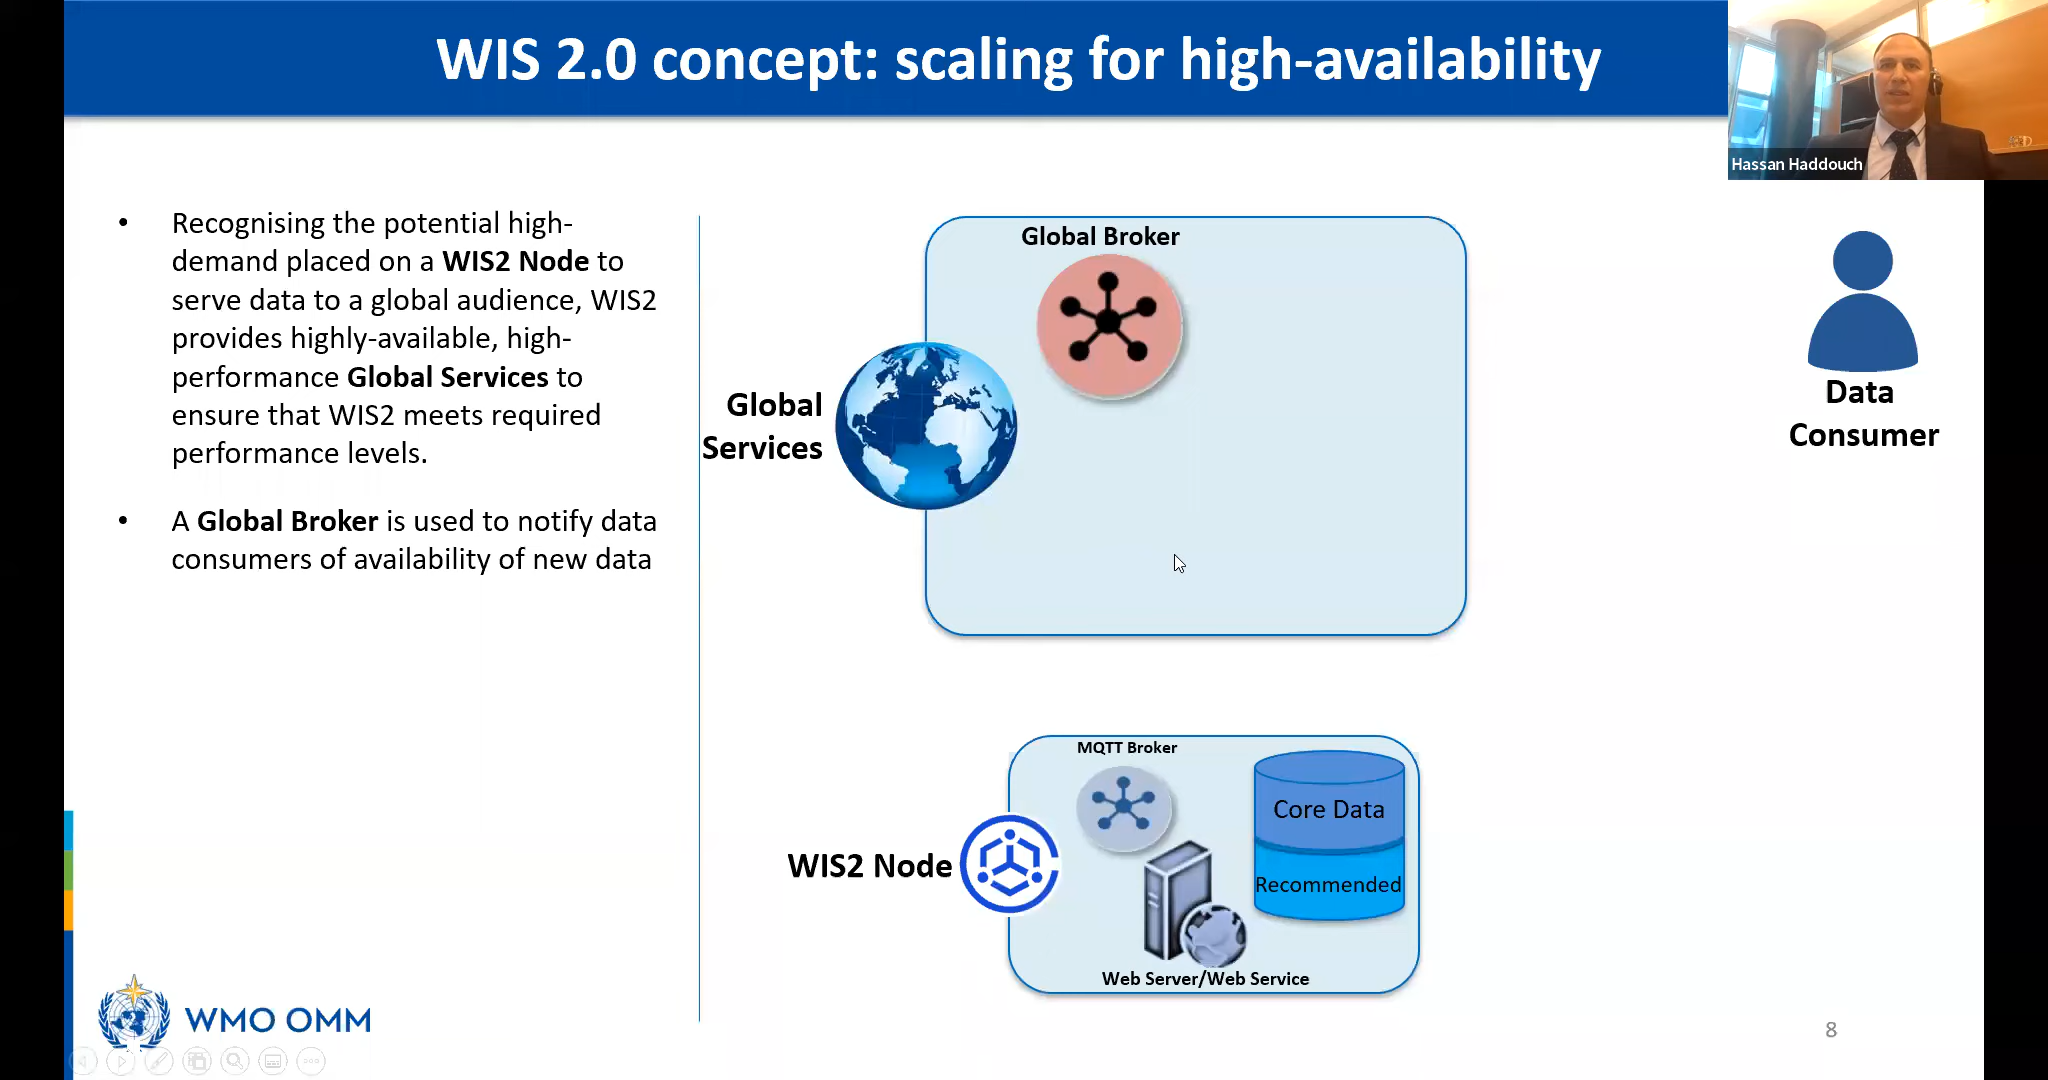 WIS 2.0 concept: scaling for high-availability
Hassan Haddouch
• Recognising the potential high-
demand placed on a WIS2 Node to
serve data to a global audience, WIS2
provides highly-available, high-
performance Global Services to
ensure that WIS2 meets required
performance levels.
• A Global Broker is used to notify data
consumers of availability of new data
Global Broker
Global
Services
Data
Consumer
MQTT Broker
Core Data
Recommended
WIS2 Node
Web Server/Web Service
WMO OMM
8